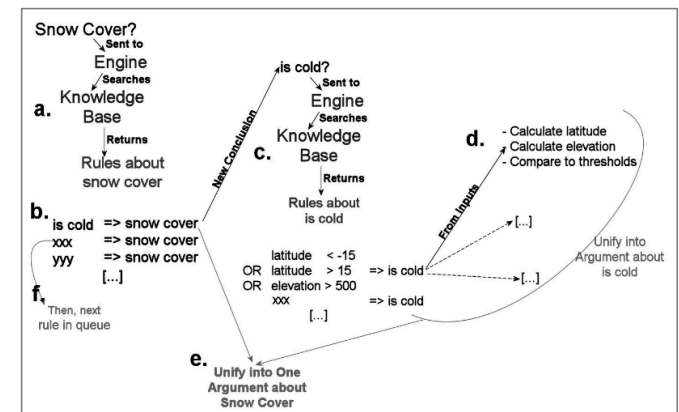 Snow Cover?
Sent to
Engine
Searches
Knowledge
Base
a.
Returns
Rules about
snow cover
b.
is cold => snow cover
xxx => snow cover
yyy => snow cover
[...]
f.
Then, next
rule in queue
New Conclusion
is cold?
Sent to
Engine
Searches
Knowledge
Base
c.
Returns
Rules about
is cold
latitude < -15
OR latitude > 15 => is cold
OR elevation > 500
xxx => is cold
[...]
From Inputs
d.
- Calculate latitude
- Calculate elevation
- Compare to thresholds
[...]
[...]
Unify into
Argument about
is cold
e.
Unify into One
Argument about
Snow Cover